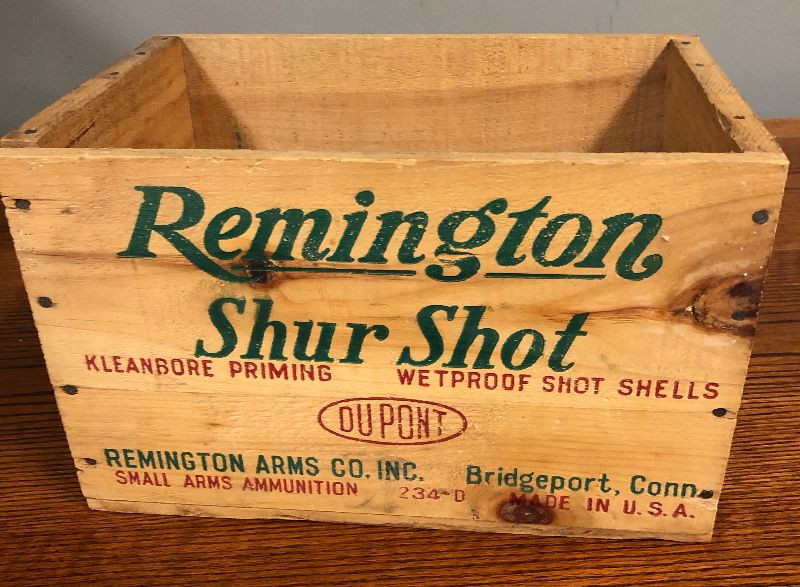 Remington
Shur Shot
KLEANBORE PRIMING WETPROOF SHOT SHELLS
DUPONT
REMINGTON ARMS CO. INC. Bridgeport, Conn.
SMALL ARMS AMMUNITION 234-D MADE IN U.S.A.